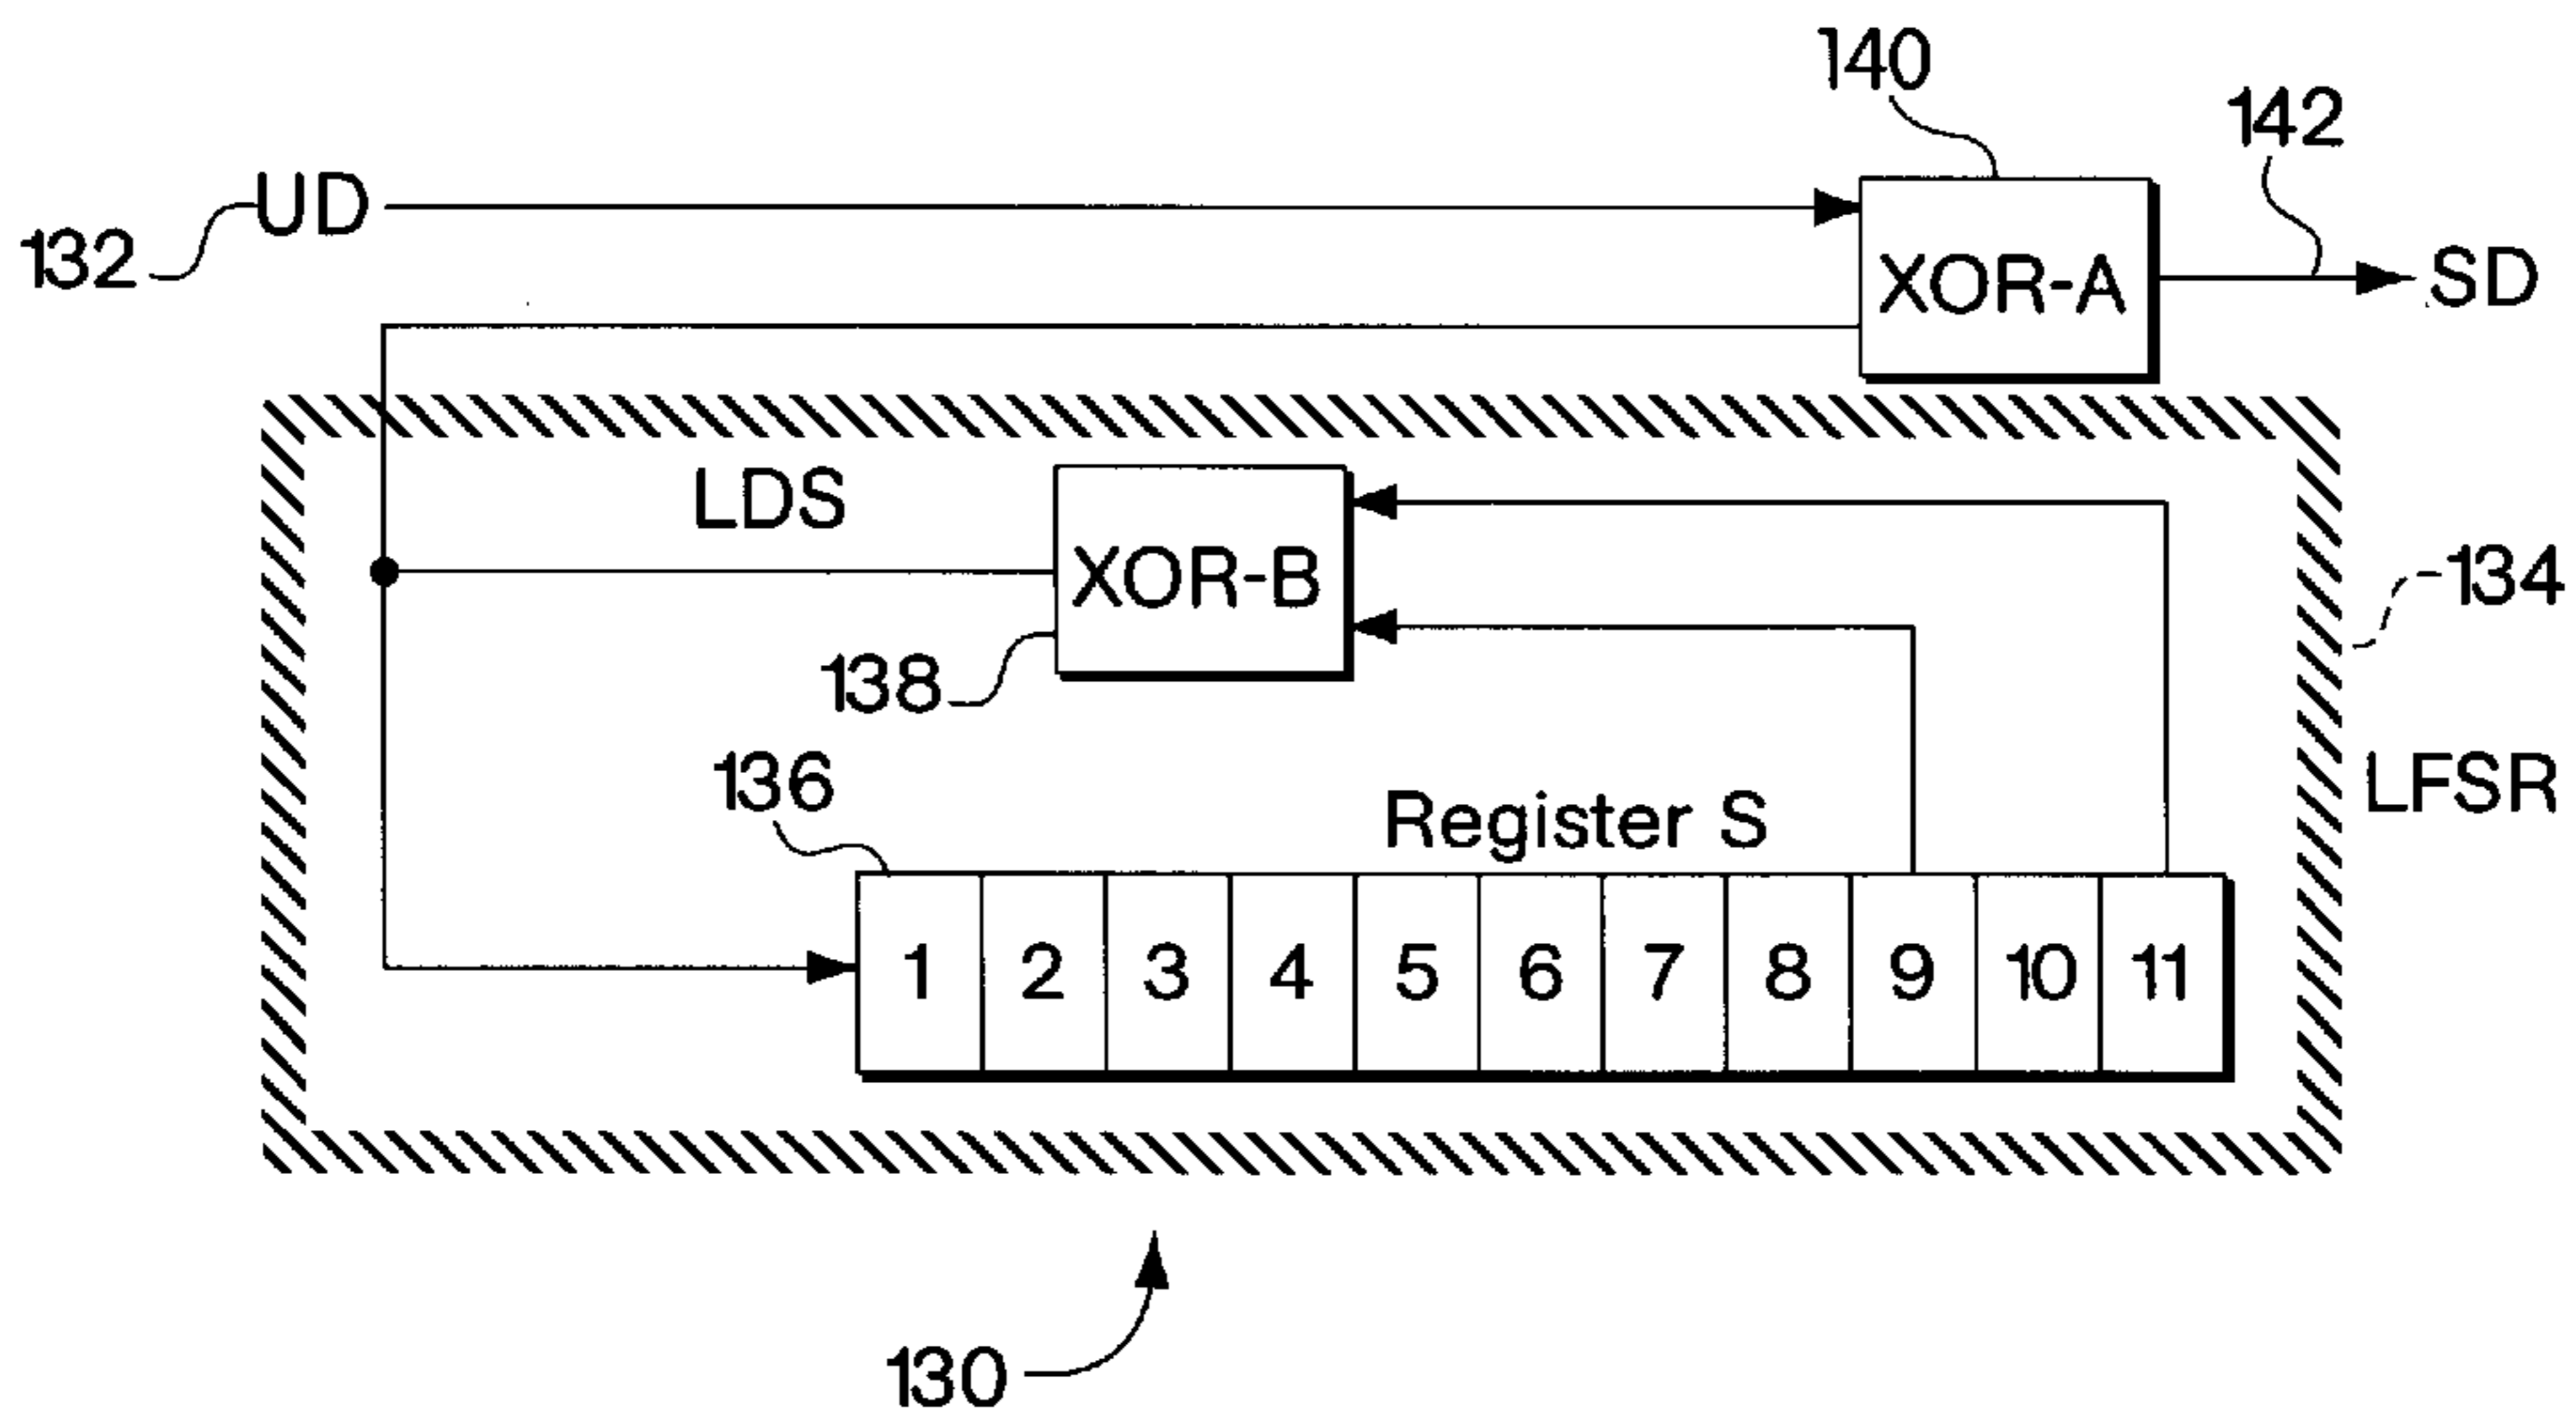 140
142
UD
132
XOR-A
SD
LDS
XOR-B
134
138
136
Register S
LFSR
1 2 3 4 5 6 7 8 9 10 11
130